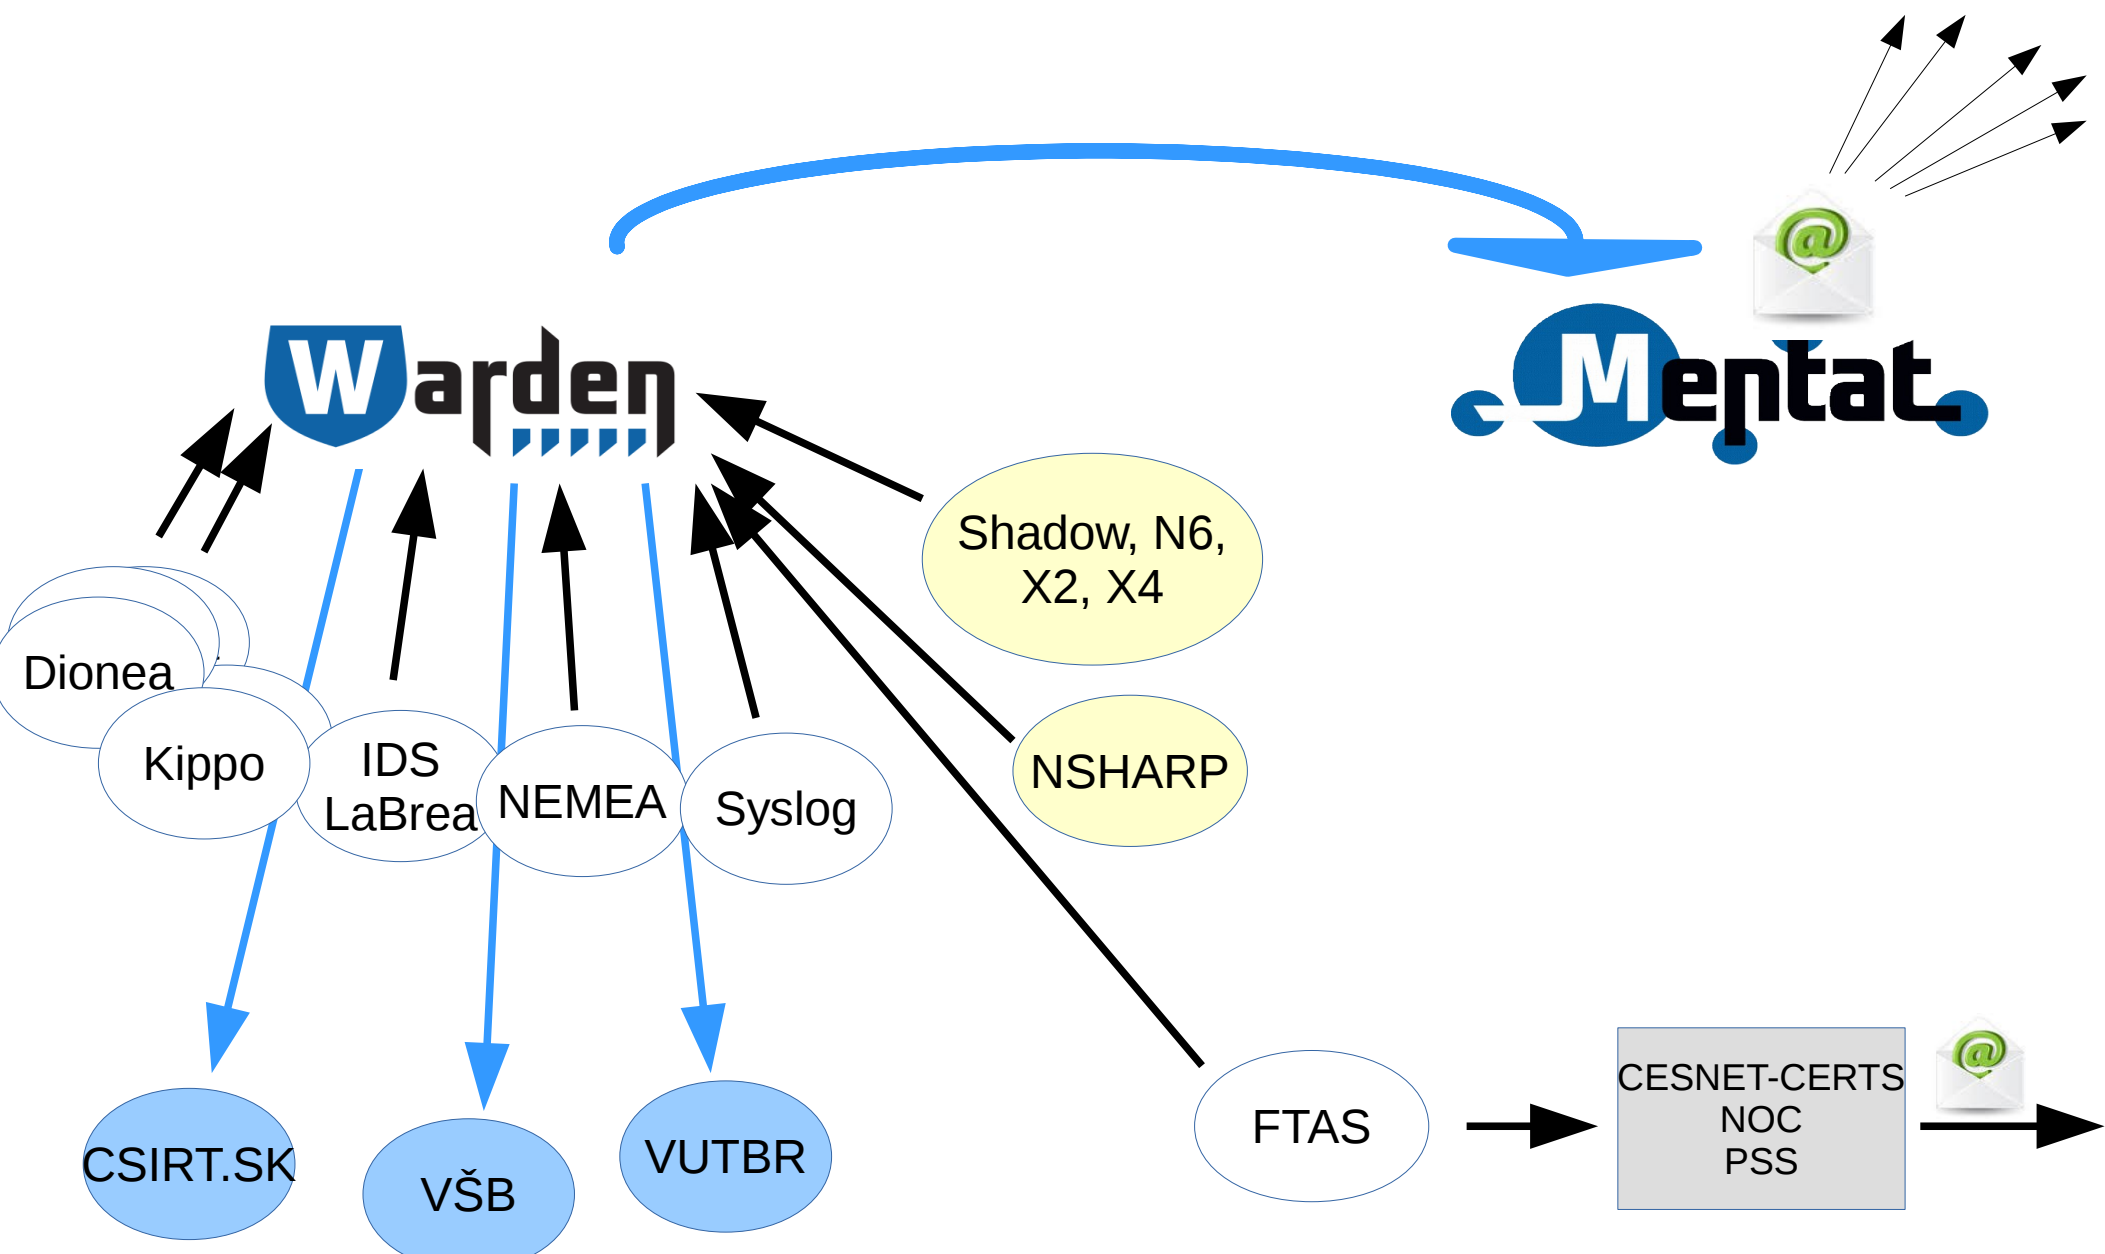 Warden
Mentat
Shadow, N6,
X2, X4
Dionea
Kippo
IDS
LaBrea
NEMEA
Syslog
NSHARP
CSIRT.SK
VŠB
VUTBR
FTAS
CESNET-CERTS
NOC
PSS